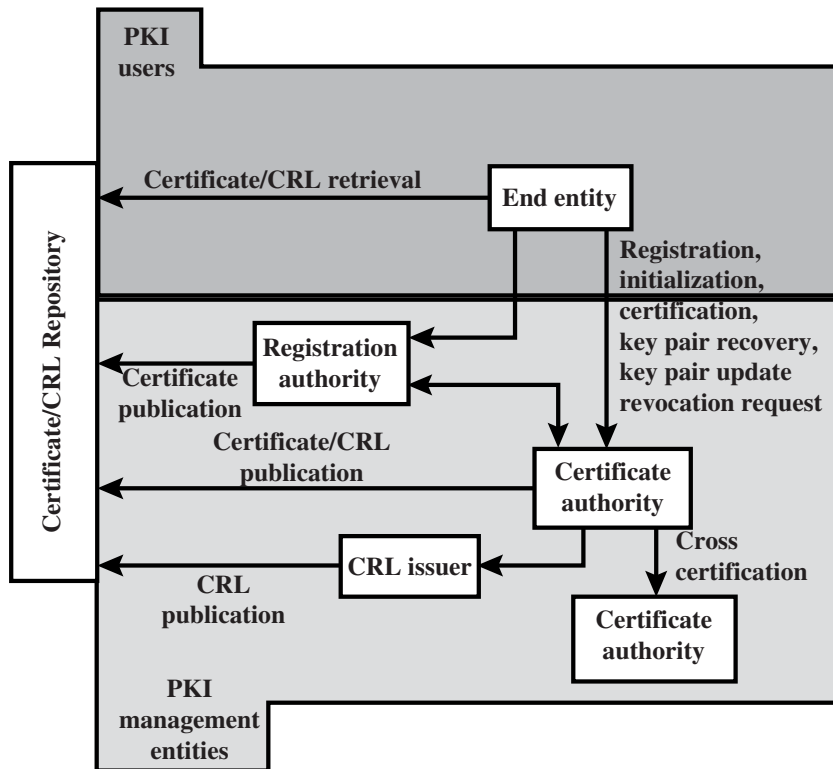 PKI
users
Certificate/CRL retrieval
End entity
Registration,
initialization,
certification,
key pair recovery,
key pair update
revocation request
Certificate/CRL Repository
Registration
authority
Certificate
publication
Certificate/CRL
publication
Certificate
authority
CRL issuer
CRL
publication
Cross
certification
Certificate
authority
PKI
management
entities